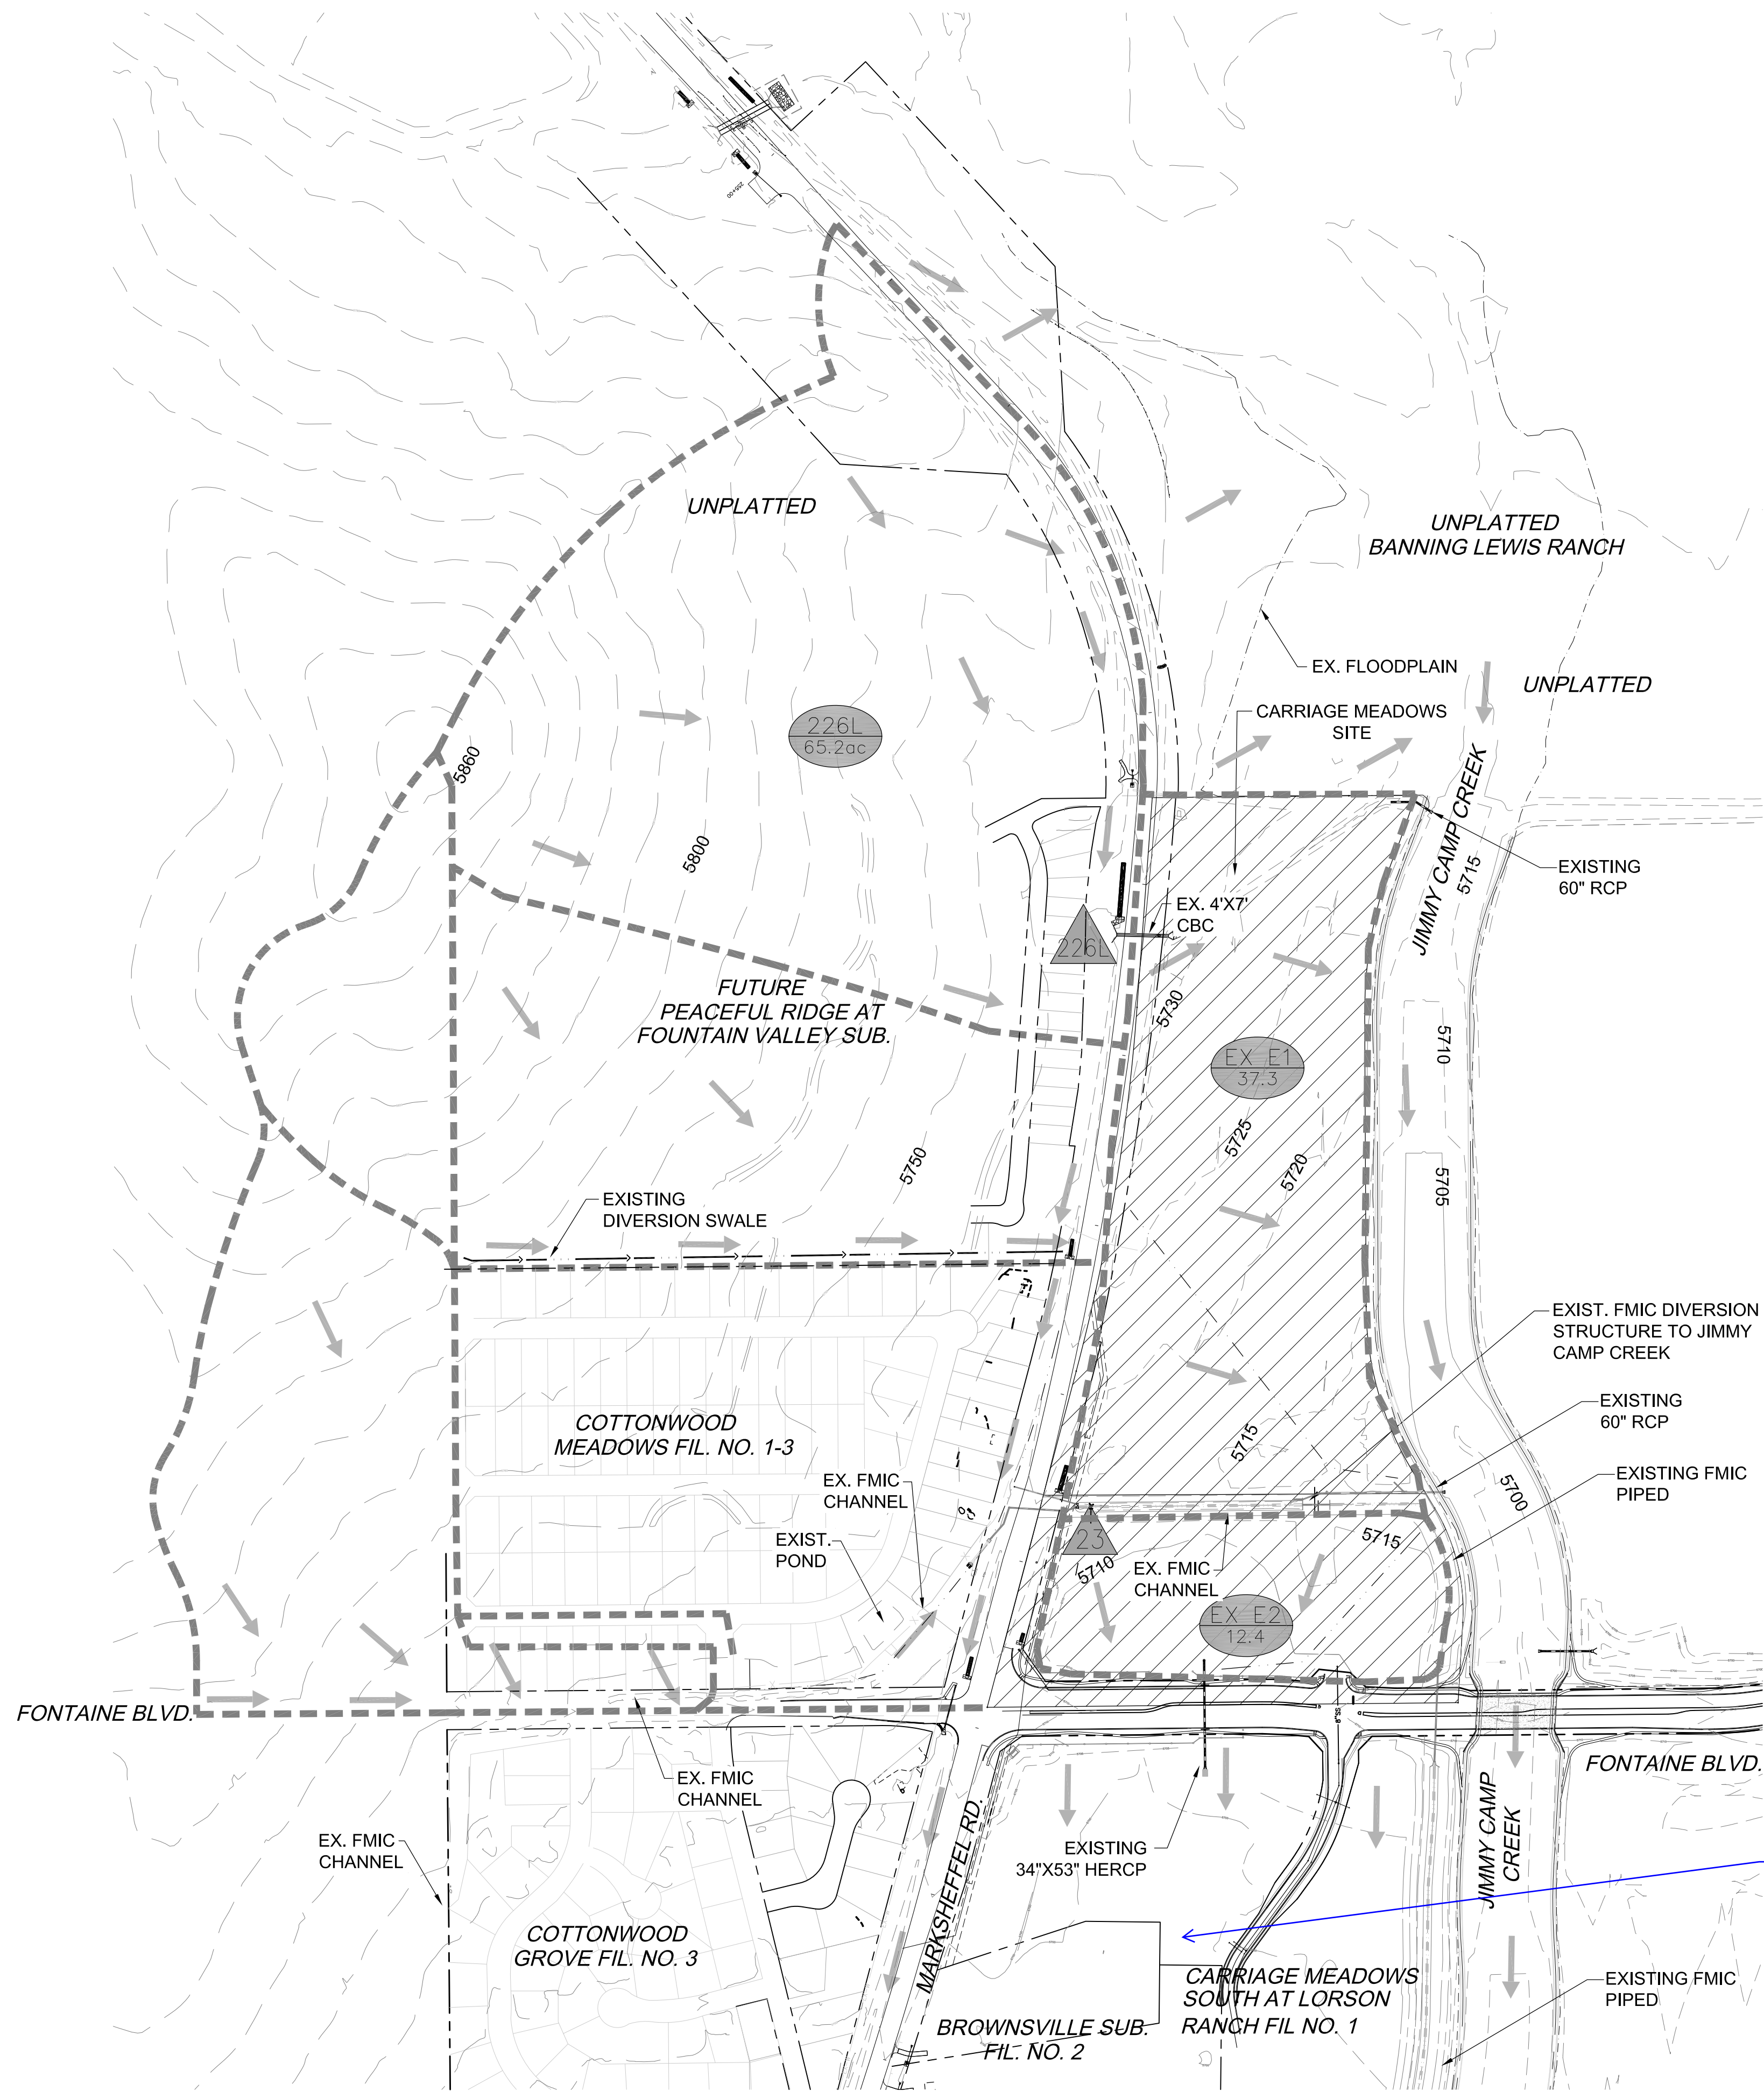 255+00
UNPLATTED
UNPLATTED
BANNING LEWIS RANCH
EX. FLOODPLAIN
UNPLATTED
CARRIAGE MEADOWS
SITE
226L
65.2ac
5860
5800
JIMMY CAMP CREEK
5715
EXISTING
60" RCP
EX. 4'X7'
CBC
226L
FUTURE
PEACEFUL RIDGE AT
FOUNTAIN VALLEY SUB.
5730
5710
EX E1
37.3
5725
5720
5705
5750
EXISTING
DIVERSION SWALE
EXIST. FMIC DIVERSION
STRUCTURE TO JIMMY
CAMP CREEK
EXISTING
60" RCP
COTTONWOOD
MEADOWS FIL. NO. 1-3
5715
EX. FMIC
CHANNEL
EXISTING FMIC
PIPED
5700
EXIST.
POND
23
5710
5715
EX. FMIC
CHANNEL
EX E2
12.4
FONTAINE BLVD.
FONTAINE BLVD.
EX. FMIC
CHANNEL
EX. FMIC
CHANNEL
EXISTING
34"X53" HERCP
MARKSHEFFEL RD.
JIMMY CAMP
CREEK
COTTONWOOD
GROVE FIL. NO. 3
CARRIAGE MEADOWS
SOUTH AT LORSON
RANCH FIL NO. 1
BROWNSVILLE SUB.
FIL. NO. 2
EXISTING FMIC
PIPED